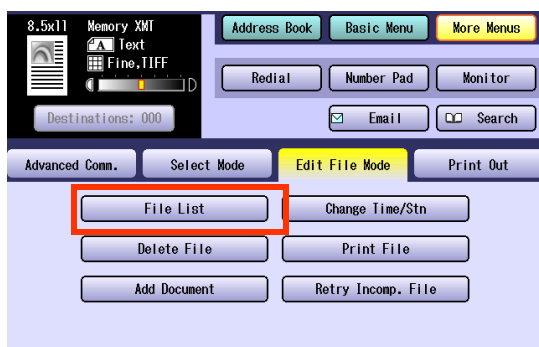 8.5x11 Memory XMT
A Text
Fine,TIFF
D
Destinations: 000
Address Book Basic Menu More Menus
Redial Number Pad Monitor
Email Search
Advanced Comm. Select Mode Edit File Mode Print Out
File List Change Time/Stn
Delete File Print File
Add Document Retry Incomp. File